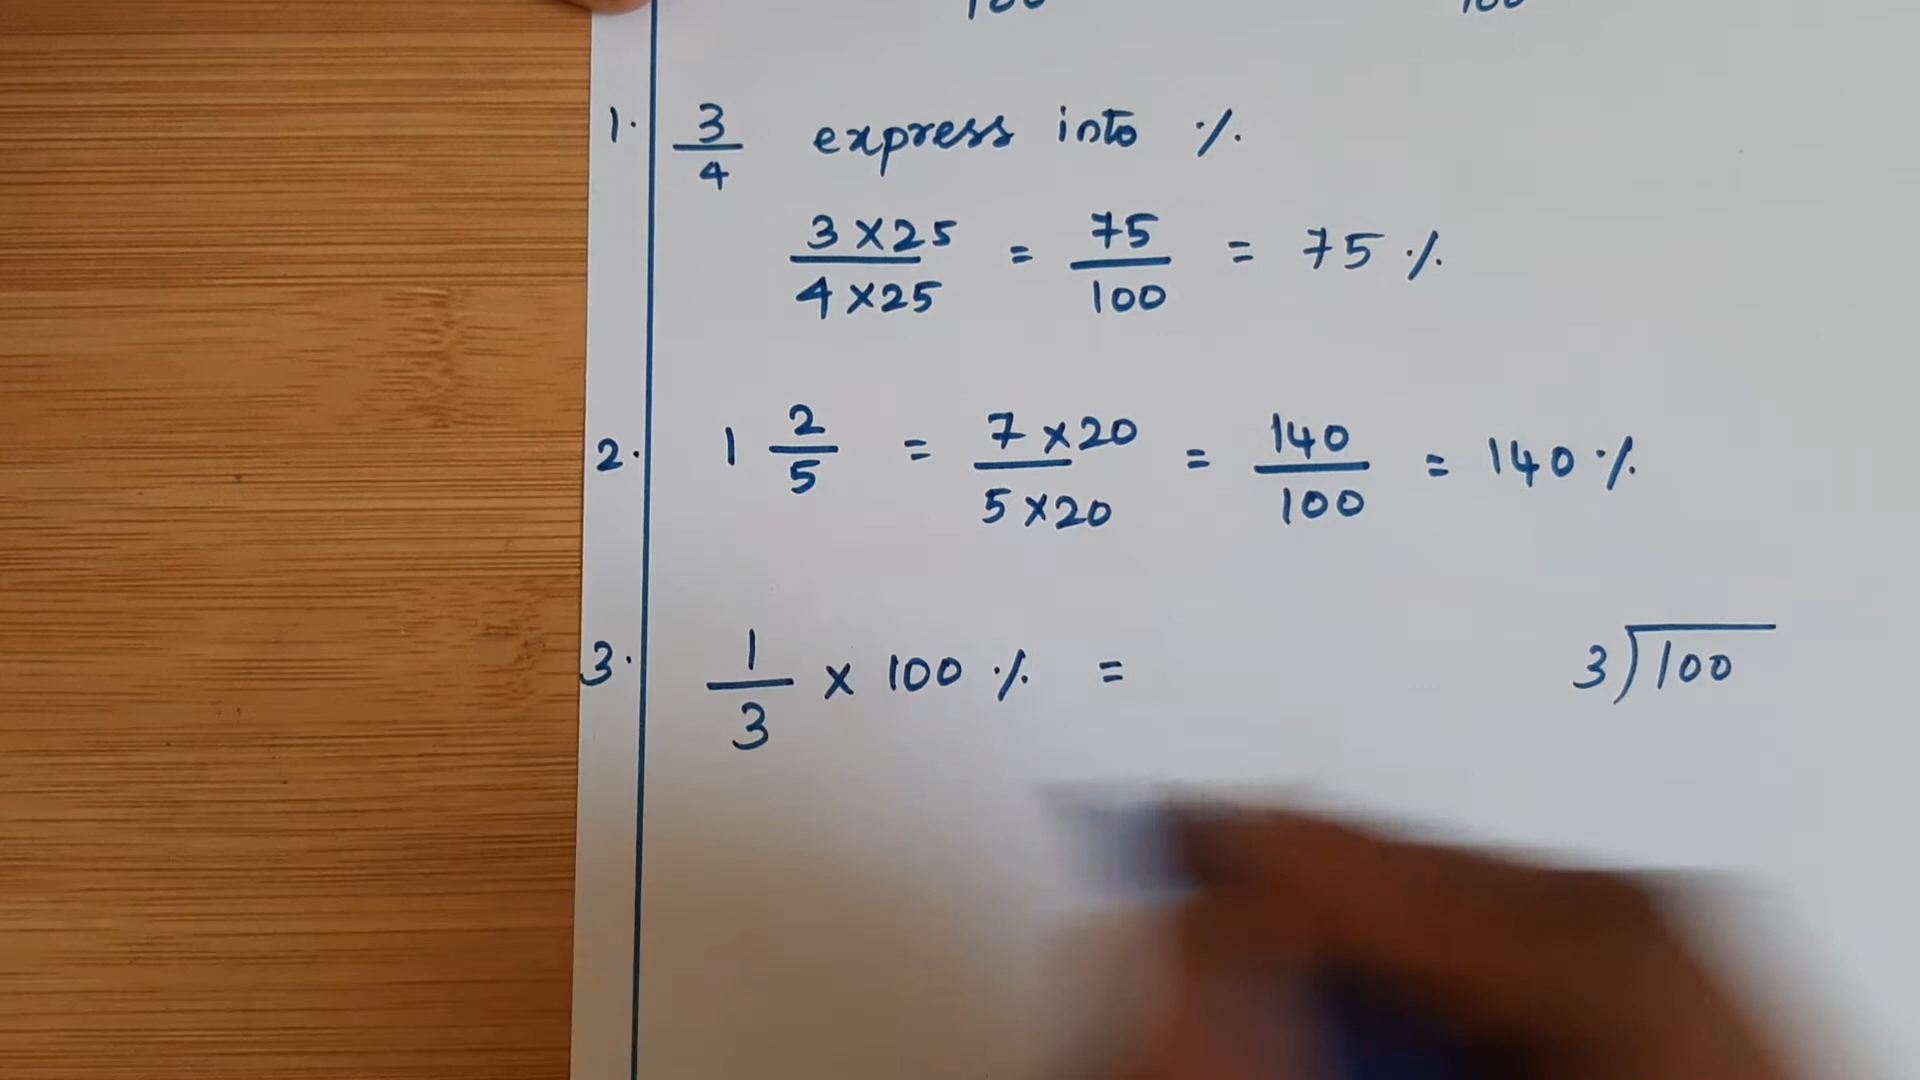 1. 3/4 express into %
3 × 25 / 4 × 25 = 75/100 = 75 %
2. 1 2/5 = 7 × 20 / 5 × 20 = 140/100 = 140 %
3. 1/3 × 100 % = 3)100